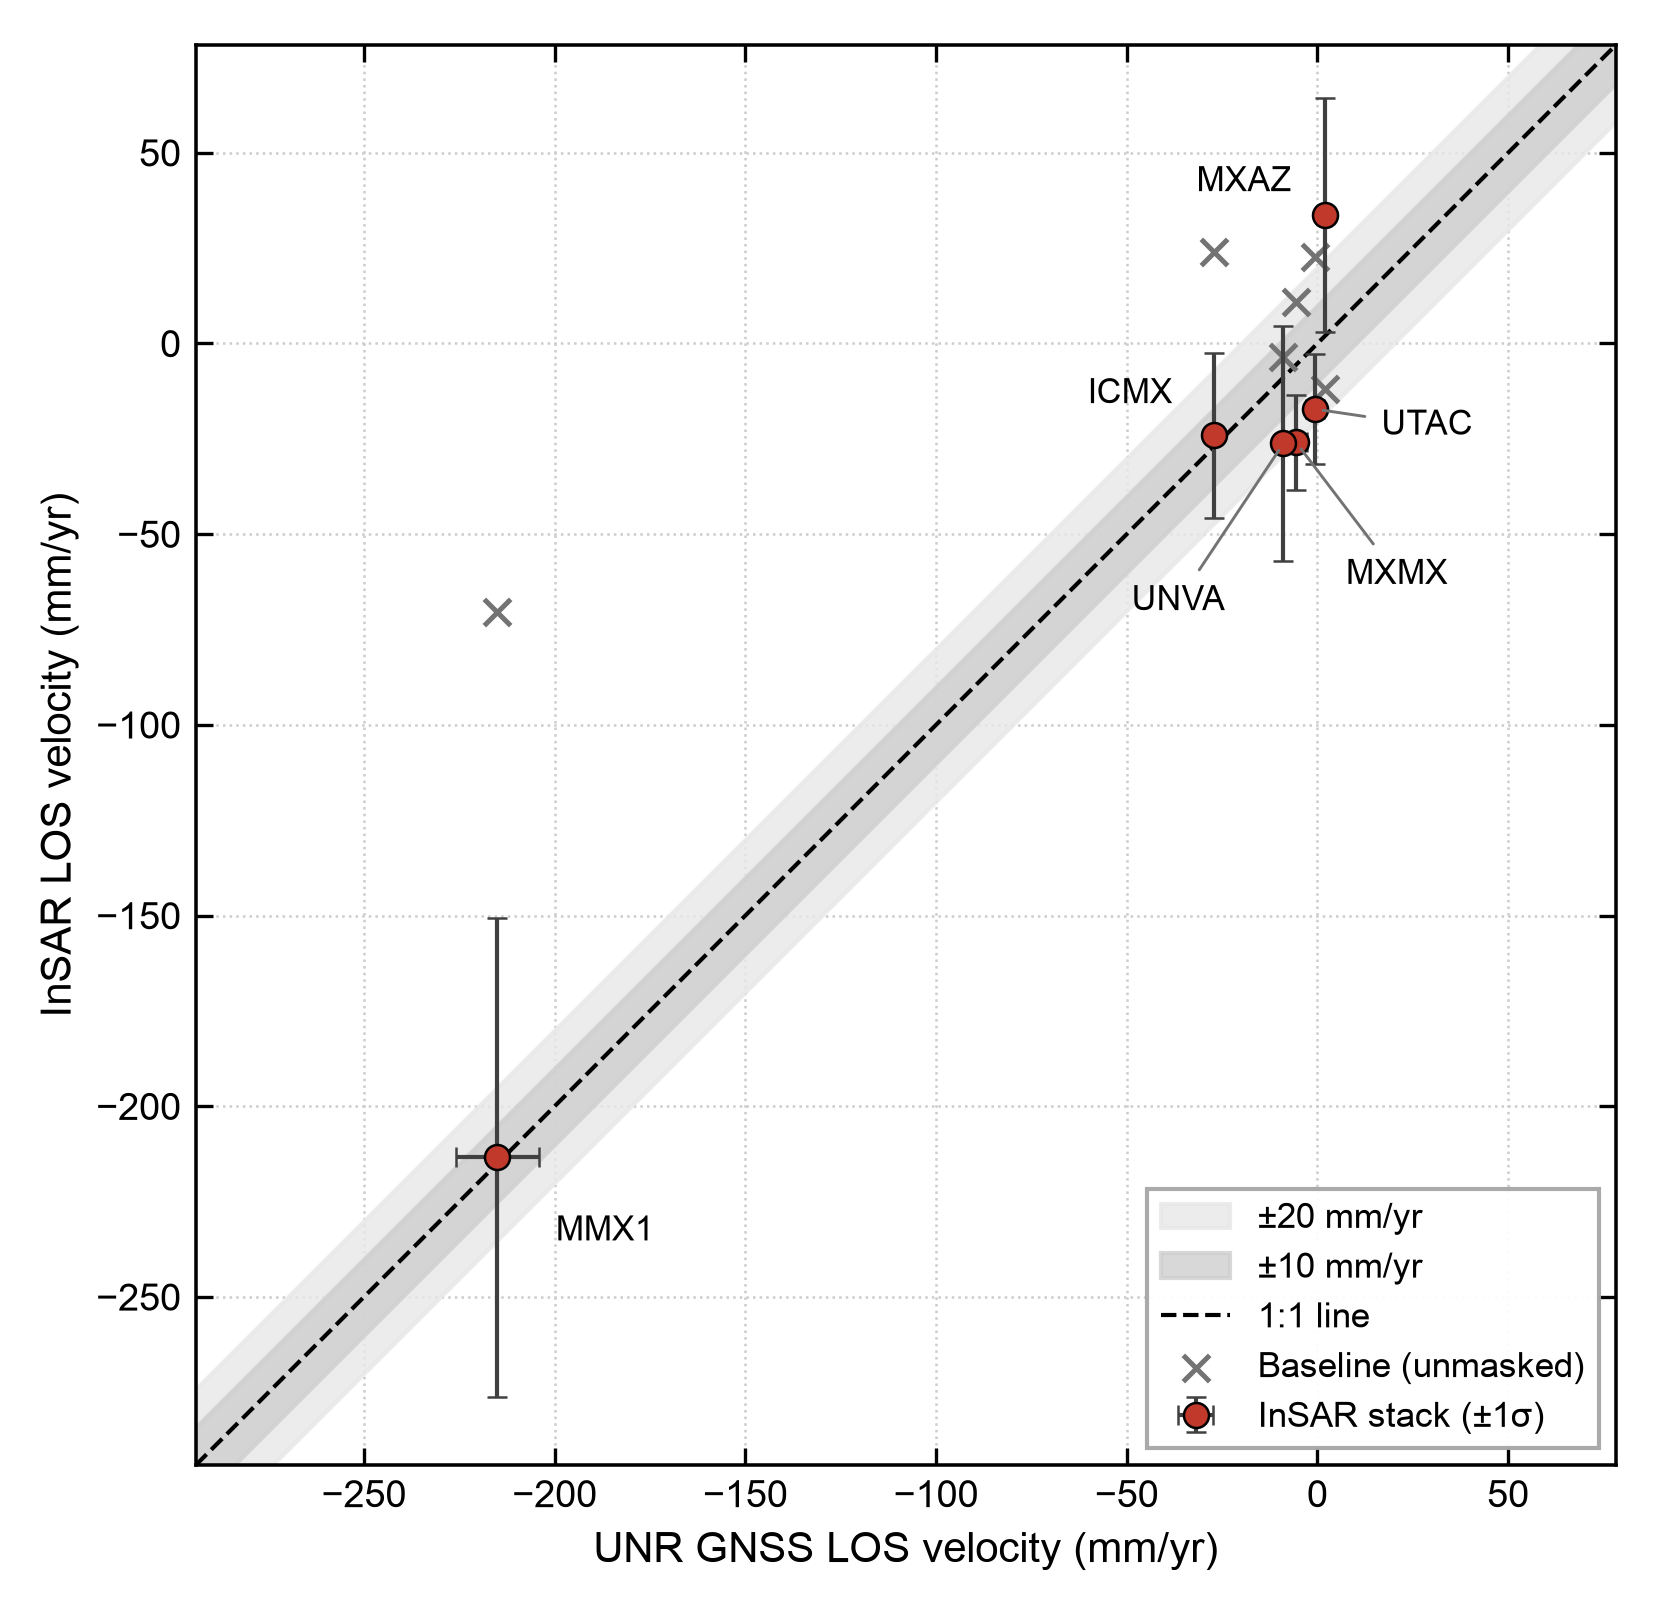 50
0
−50
−100
−150
−200
−250
InSAR LOS velocity (mm/yr)
MXAZ
ICMX
UTAC
UNVA
MXMX
MMX1
±20 mm/yr
±10 mm/yr
1:1 line
Baseline (unmasked)
InSAR stack (±1σ)
−250 −200 −150 −100 −50 0 50
UNR GNSS LOS velocity (mm/yr)